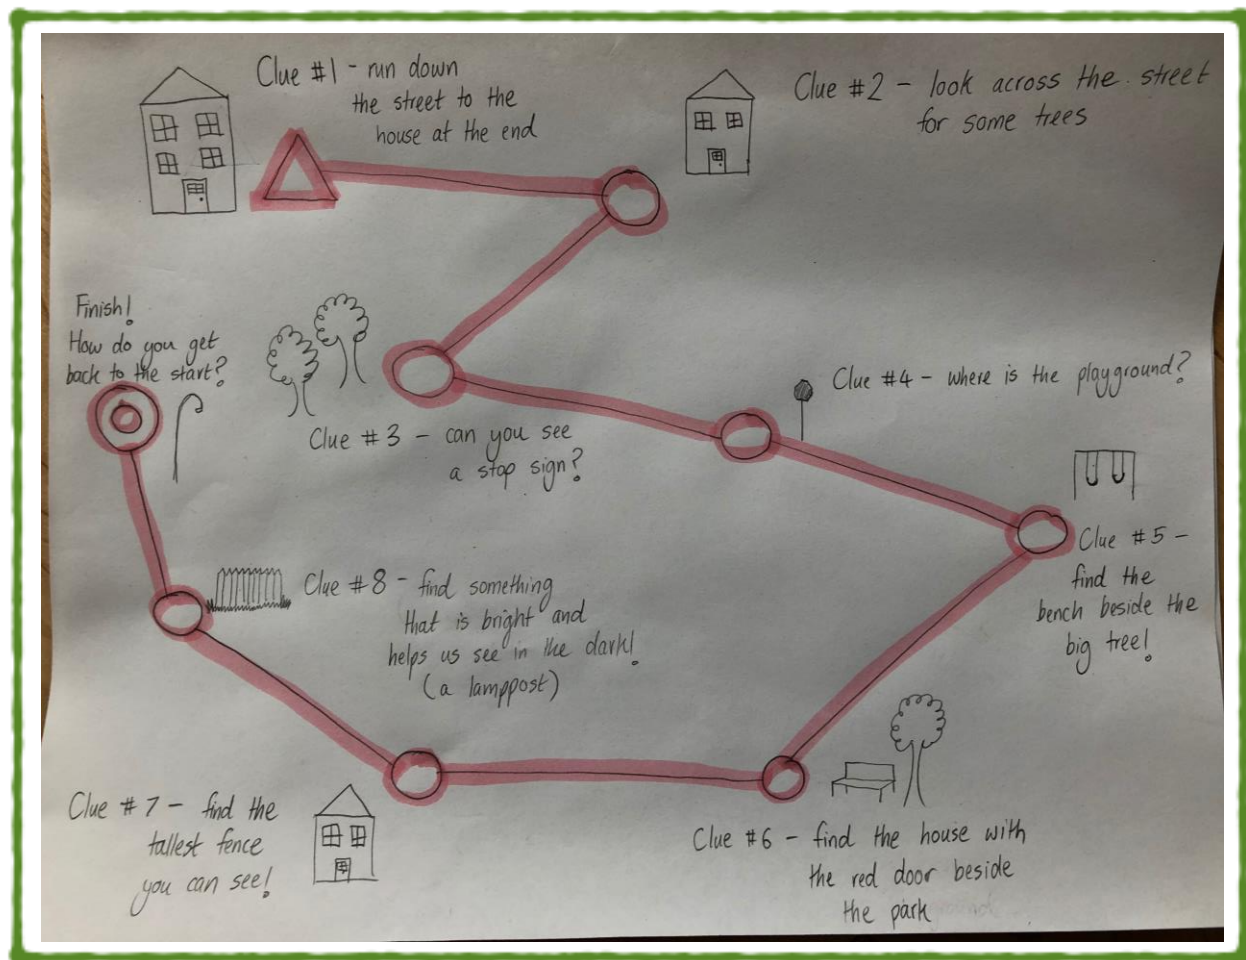 Clue #1 - run down
the street to the
house at the end
Clue #2 - look across the street
for some trees
Finish!
How do you get
back to the start?
Clue #3 - can you see
a stop sign?
Clue #4 - where is the playground?
Clue #5 -
find the
bench beside the
big tree!
Clue #8 - find something
that is bright and
helps us see in the dark!
(a lamppost)
Clue #7 - find the
tallest fence
you can see!
Clue #6 - find the house with
the red door beside
the park